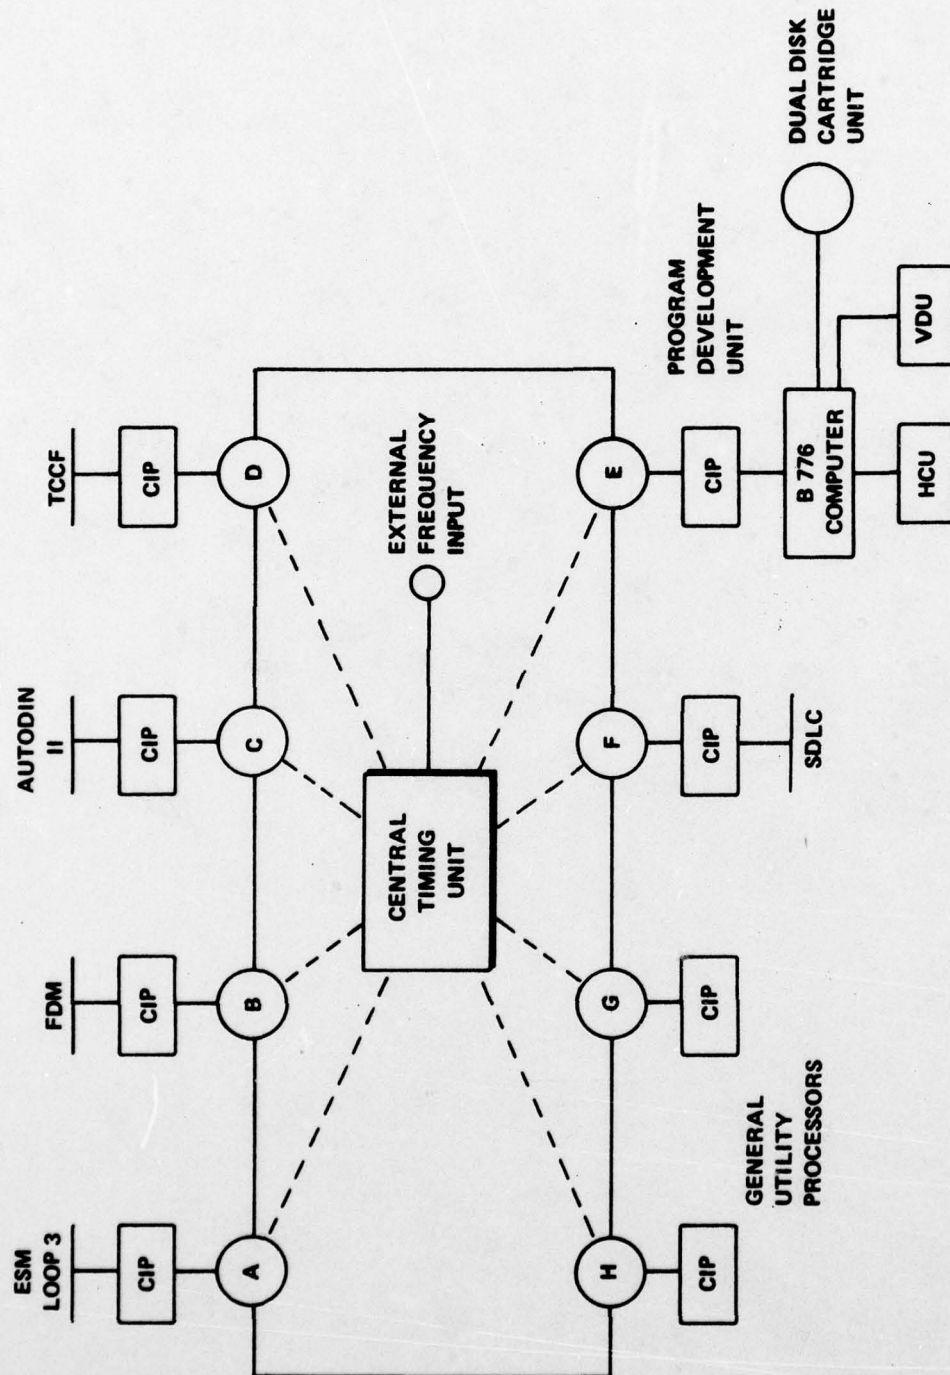 ESM
LOOP 3
FDM
AUTODIN
II
TCCF
CIP
CIP
CIP
CIP
A
B
C
D
CENTRAL
TIMING
UNIT
EXTERNAL
FREQUENCY
INPUT
H
G
F
E
CIP
CIP
CIP
CIP
PROGRAM
DEVELOPMENT
UNIT
GENERAL
UTILITY
PROCESSORS
SDLC
B 776
COMPUTER
DUAL DISK
CARTRIDGE
UNIT
HCU
VDU